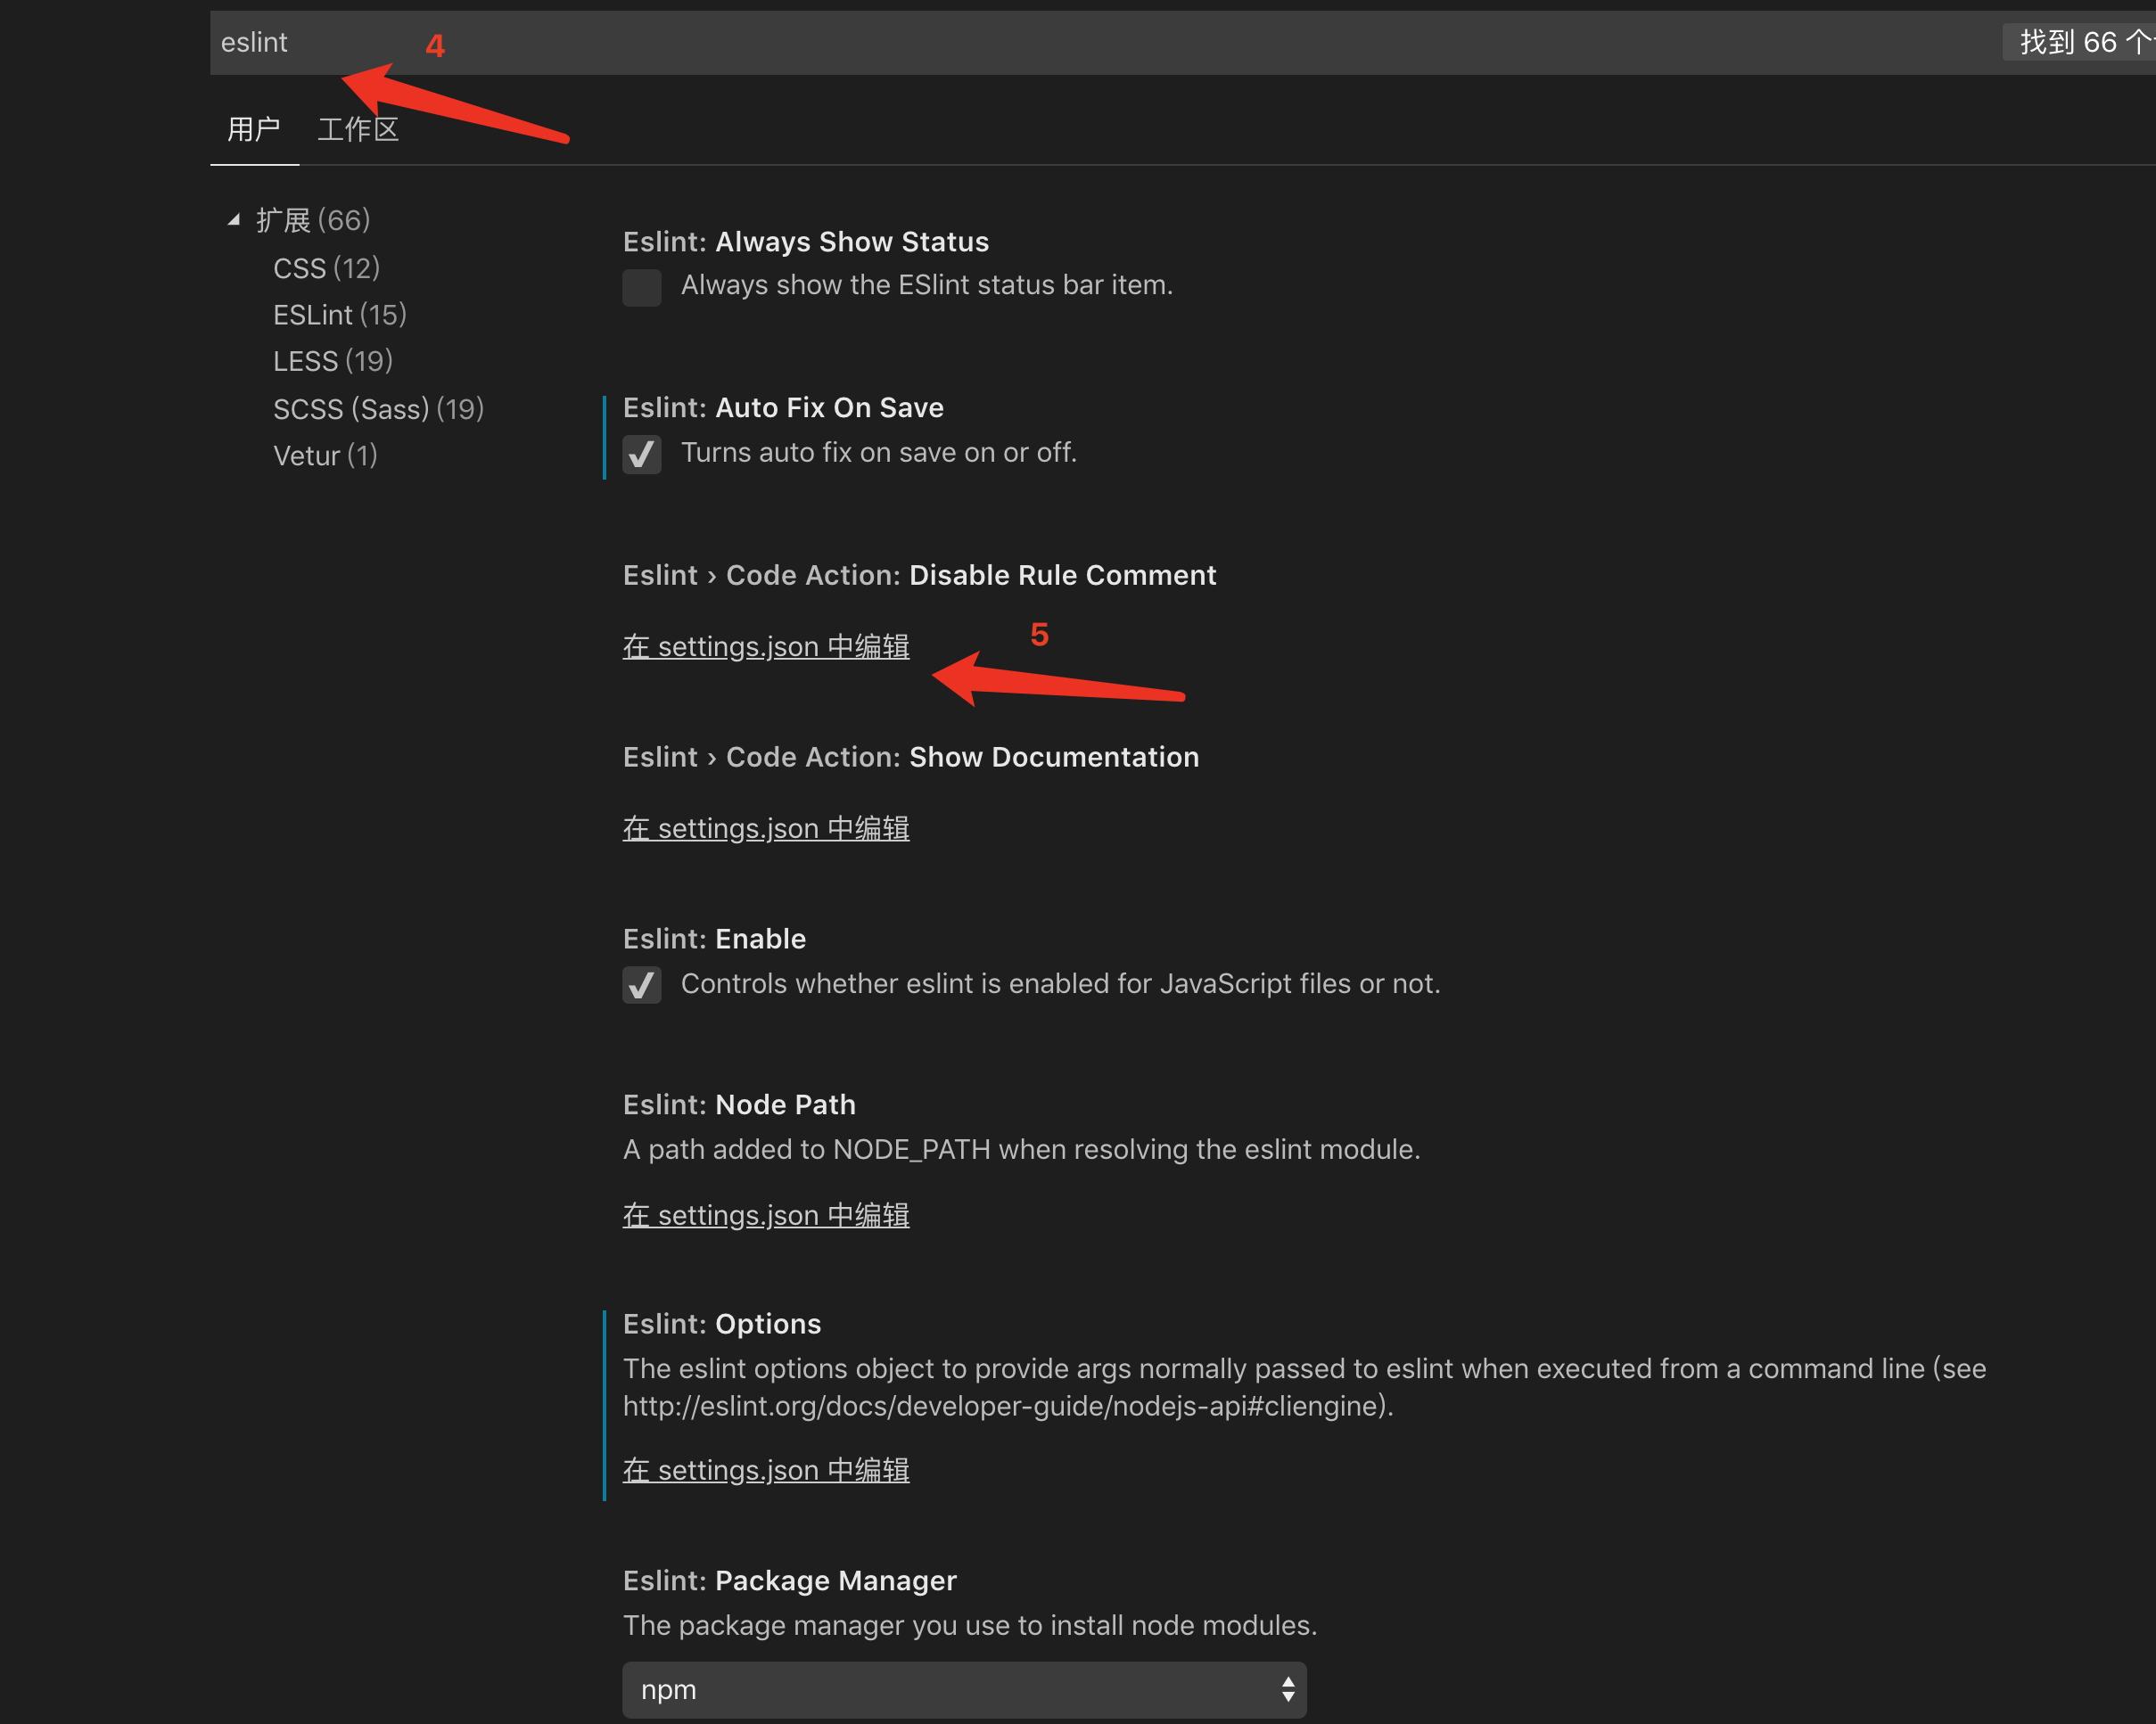 eslint
4
找到 66 个
用户 工作区
扩展 (66)
CSS (12)
ESLint (15)
LESS (19)
SCSS (Sass) (19)
Vetur (1)
Eslint: Always Show Status
Always show the ESlint status bar item.
Eslint: Auto Fix On Save
Turns auto fix on save on or off.
Eslint › Code Action: Disable Rule Comment
在 settings.json 中编辑
5
Eslint › Code Action: Show Documentation
在 settings.json 中编辑
Eslint: Enable
Controls whether eslint is enabled for JavaScript files or not.
Eslint: Node Path
A path added to NODE_PATH when resolving the eslint module.
在 settings.json 中编辑
Eslint: Options
The eslint options object to provide args normally passed to eslint when executed from a command line (see
http://eslint.org/docs/developer-guide/nodejs-api#cliengine).
在 settings.json 中编辑
Eslint: Package Manager
The package manager you use to install node modules.
npm